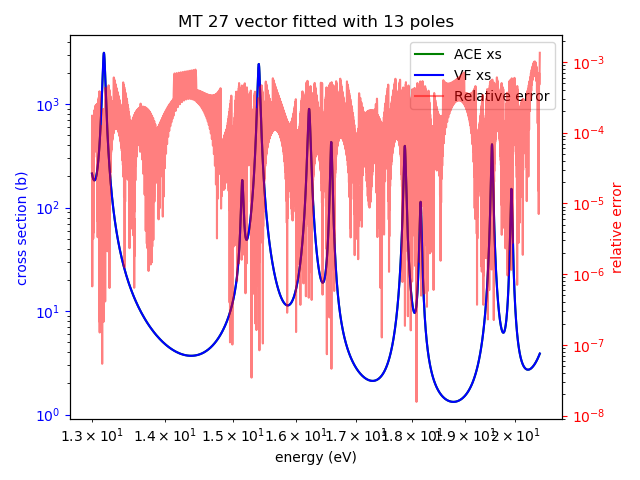 MT 27 vector fitted with 13 poles
ACE xs
VF xs
Relative error
cross section (b)
10³
10²
10¹
10⁰
10⁻³
10⁻⁴
10⁻⁵
10⁻⁶
10⁻⁷
10⁻⁸
relative error
1.3 × 10¹ 1.4 × 10¹ 1.5 × 10¹ 1.6 × 10¹ 1.7 × 10¹ 1.8 × 10¹ 1.9 × 10¹ 2 × 10¹
energy (eV)